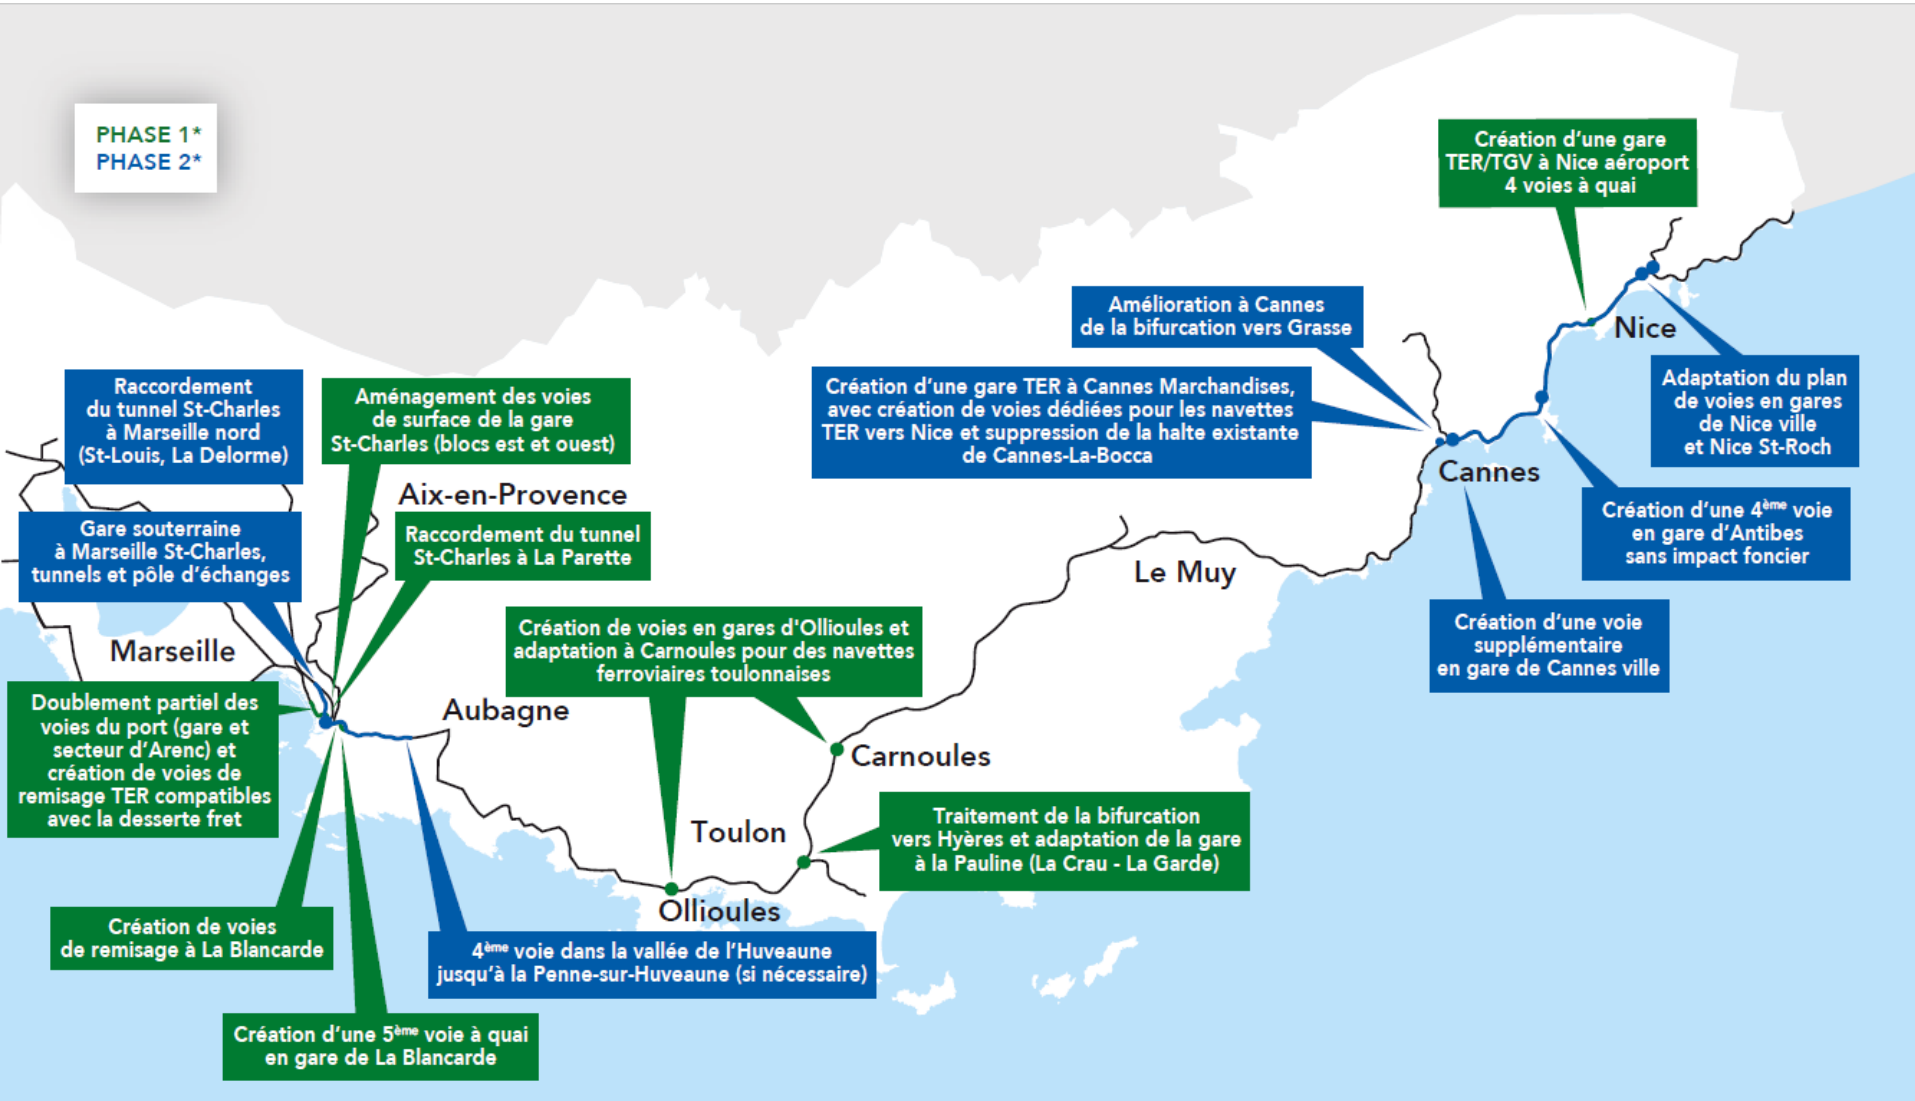 PHASE 1*
PHASE 2*
Création d’une gare
TER/TGV à Nice aéroport
4 voies à quai
Amélioration à Cannes
de la bifurcation vers Grasse
Nice
Raccordement
du tunnel St-Charles
à Marseille nord
(St-Louis, La Delorme)
Aménagement des voies
de surface de la gare
St-Charles (blocs est et ouest)
Création d’une gare TER à Cannes Marchandises,
avec création de voies dédiées pour les navettes
TER vers Nice et suppression de la halte existante
de Cannes-La-Bocca
Adaptation du plan
de voies en gares
de Nice ville
et Nice St-Roch
Cannes
Aix-en-Provence
Gare souterraine
à Marseille St-Charles,
tunnels et pôle d’échanges
Raccordement du tunnel
St-Charles à La Parette
Création d’une 4ème voie
en gare d’Antibes
sans impact foncier
Le Muy
Marseille
Création de voies en gares d'Ollioules et
adaptation à Carnoules pour des navettes
ferroviaires toulonnaises
Création d’une voie
supplémentaire
en gare de Cannes ville
Doublement partiel des
voies du port (gare et
secteur d’Arenc) et
création de voies de
remisage TER compatibles
avec la desserte fret
Aubagne
Carnoules
Toulon
Traitement de la bifurcation
vers Hyères et adaptation de la gare
à la Pauline (La Crau - La Garde)
Ollioules
Création de voies
de remisage à La Blancarde
4ème voie dans la vallée de l’Huveaune
jusqu’à la Penne-sur-Huveaune (si nécessaire)
Création d’une 5ème voie à quai
en gare de La Blancarde